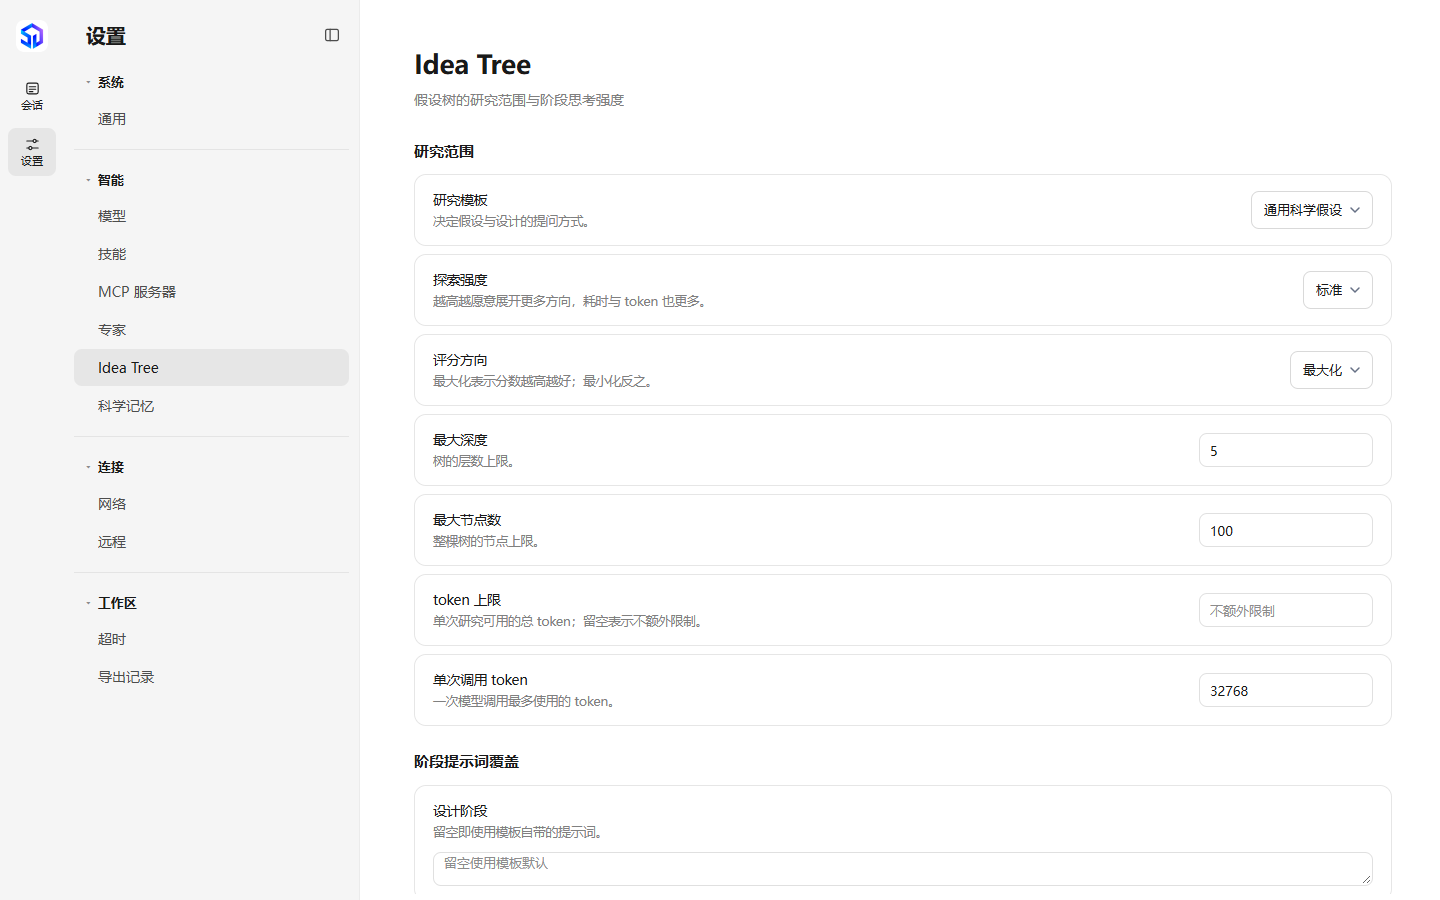 会话
设置
设置
系统
通用
智能
模型
技能
MCP 服务器
专家
Idea Tree
科学记忆
连接
网络
远程
工作区
超时
导出记录
Idea Tree
假设树的研究范围与阶段思考强度
研究范围
研究模板
决定假设与设计的提问方式。
通用科学假设
探索强度
越高越愿意展开更多方向，耗时与 token 也更多。
标准
评分方向
最大化表示分数越高越好；最小化反之。
最大化
最大深度
树的层数上限。
5
最大节点数
整棵树的节点上限。
100
token 上限
单次研究可用的总 token；留空表示不额外限制。
不额外限制
单次调用 token
一次模型调用最多使用的 token。
32768
阶段提示词覆盖
设计阶段
留空即使用模板自带的提示词。
留空使用模板默认